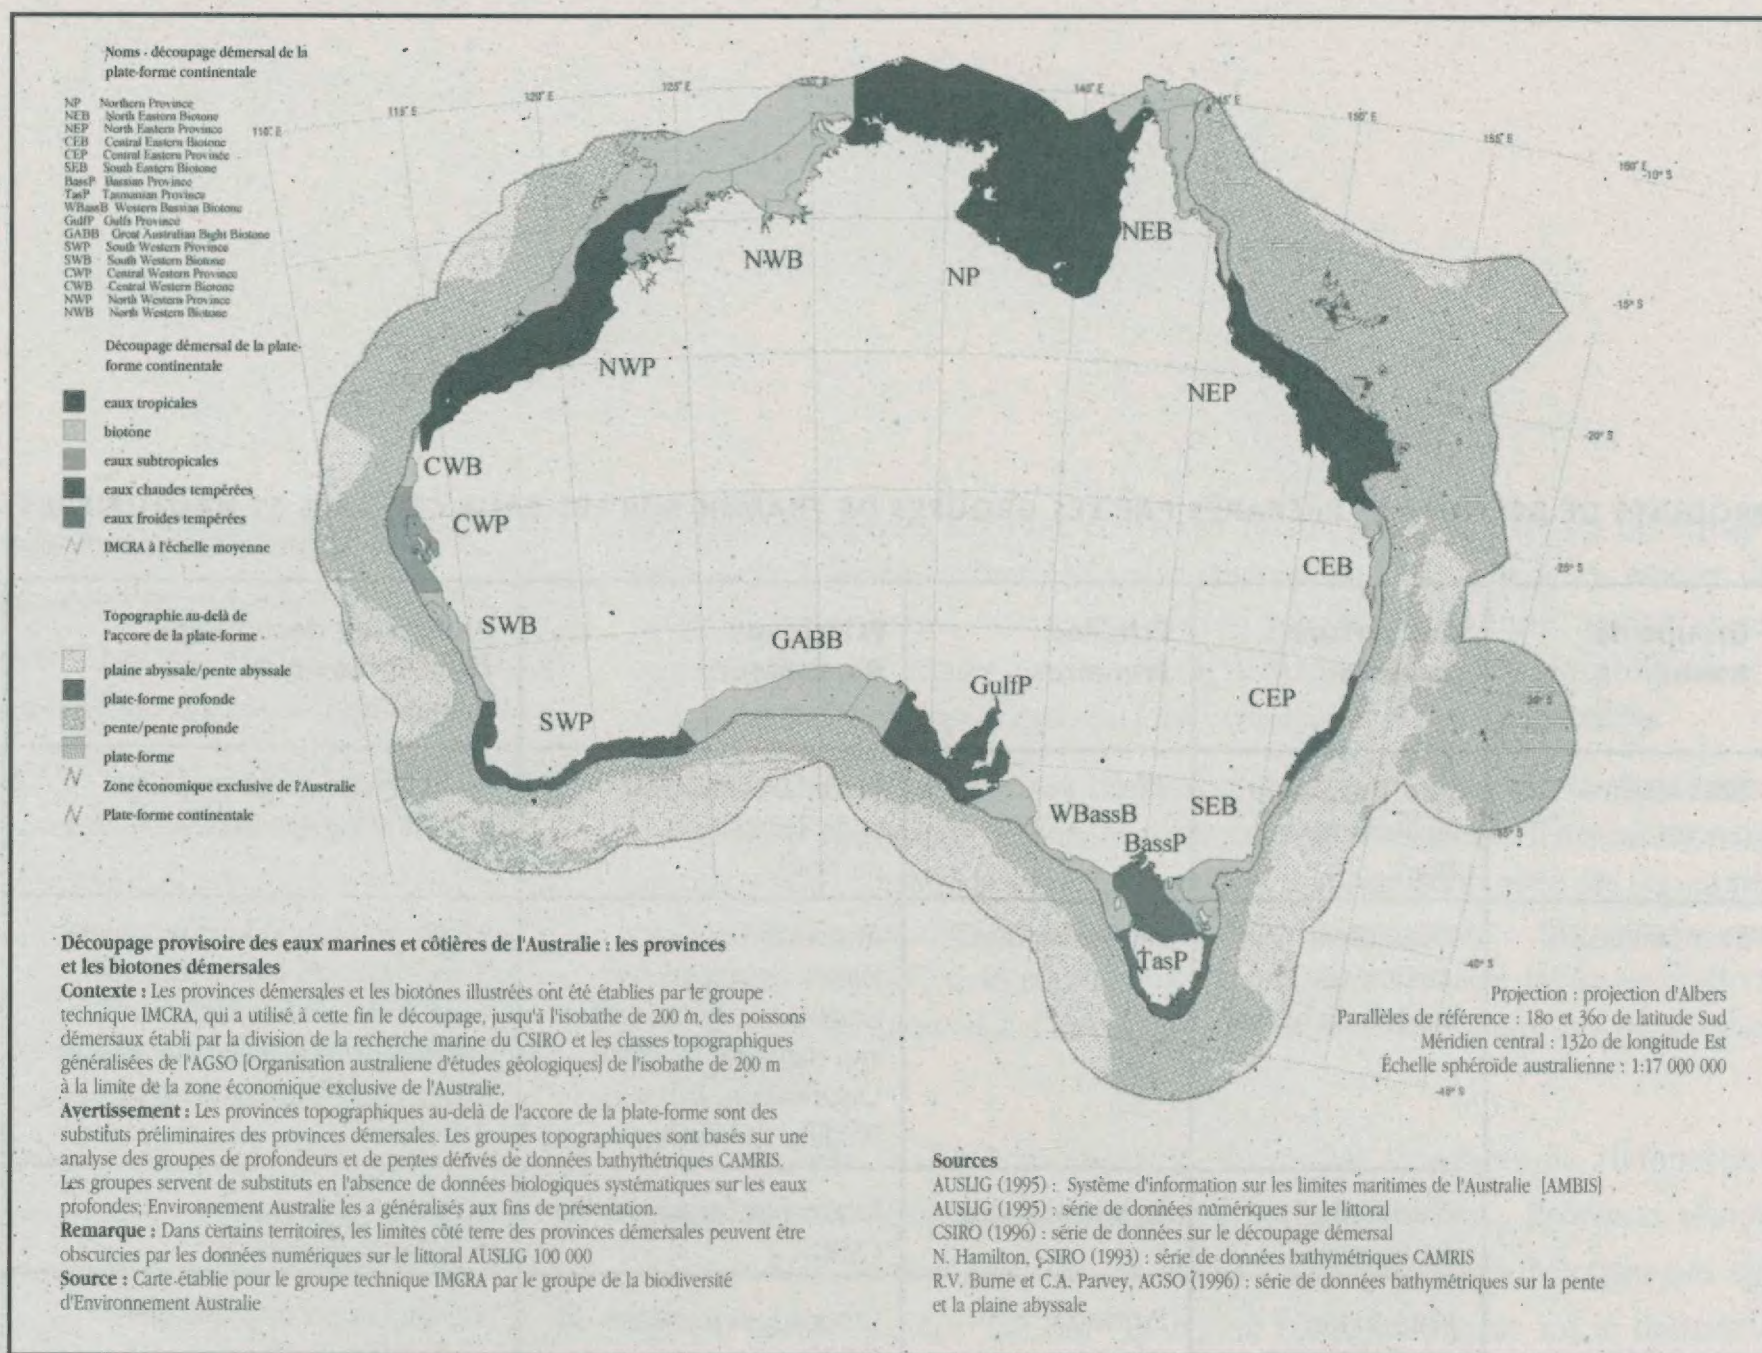 Noms - découpage démersal de la
plate-forme continentale
NP Northern Province
NEB North Eastern Biotone
NEP North Eastern Province
CEB Central Eastern Biotone
CEP Central Eastern Province
SEB South Eastern Biotone
BassP Bassian Province
TasP Tasmanian Province
WBassB Western Bassian Biotone
GulfP Gulfs Province
GABB Great Australian Bight Biotone
SWP South Western Province
SWB South Western Biotone
CWP Central Western Province
CWB Central Western Biotone
NWP North Western Province
NWB North Western Biotone
Découpage démersal de la plate-
forme continentale
eaux tropicales
biotone
eaux subtropicales
eaux chaudes tempérées
eaux froides tempérées
IMCRA à l'échelle moyenne
Topographie au-delà de
l'accore de la plate-forme
plaine abyssale/pente abyssale
plate-forme profonde
pente/pente profonde
plate-forme
Zone économique exclusive de l'Australie
Plate-forme continentale
110° E
115° E
120° E
125° E
130° E
140° E
145° E
150° E
155° E
160° E
-10° S
-15° S
-20° S
-25° S
30° S
-40° S
NWB
NP
NEB
NWP
NEP
CWB
CWP
CEB
SWB
GABB
GulfP
CEP
SWP
WBassB
SEB
BassP
TasP
Découpage provisoire des eaux marines et côtières de l'Australie : les provinces
et les biotones démersales
Contexte : Les provinces démersales et les biotones illustrées ont été établies par le groupe
technique IMCRA, qui a utilisé à cette fin le découpage, jusqu'à l'isobathe de 200 m, des poissons
démersaux établi par la division de la recherche marine du CSIRO et les classes topographiques
généralisées de l'AGSO [Organisation australiene d'études géologiques] de l'isobathe de 200 m
à la limite de la zone économique exclusive de l'Australie.
Avertissement : Les provinces topographiques au-delà de l'accore de la plate-forme sont des
substituts préliminaires des provinces démersales. Les groupes topographiques sont basés sur une
analyse des groupes de profondeurs et de pentes dérivés de données bathythétriques CAMRIS.
Les groupes servent de substituts en l'absence de données biologiques systématiques sur les eaux
profondes; Environnement Australie les a généralisés aux fins de présentation.
Remarque : Dans certains territoires, les limites côté terre des provinces démersales peuvent être
obscurcies par les données numériques sur le littoral AUSLIG 100 000
Source : Carte établie pour le groupe technique IMGRA par le groupe de la biodiversité
d'Environnement Australie
Projection : projection d'Albers
Parallèles de référence : 18o et 36o de latitude Sud
Méridien central : 132o de longitude Est
Échelle sphéroïde australienne : 1:17 000 000
Sources
AUSLIG (1995) : Système d'information sur les limites maritimes de l'Australie [AMBIS]
AUSLIG (1995) : série de données numériques sur le littoral
CSIRO (1996) : série de données sur le découpage démersal
N. Hamilton, CSIRO (1993) : série de données bathymétriques CAMRIS
R.V. Burne et C.A. Parvey, AGSO (1996) : série de données bathymétriques sur la pente
et la plaine abyssale